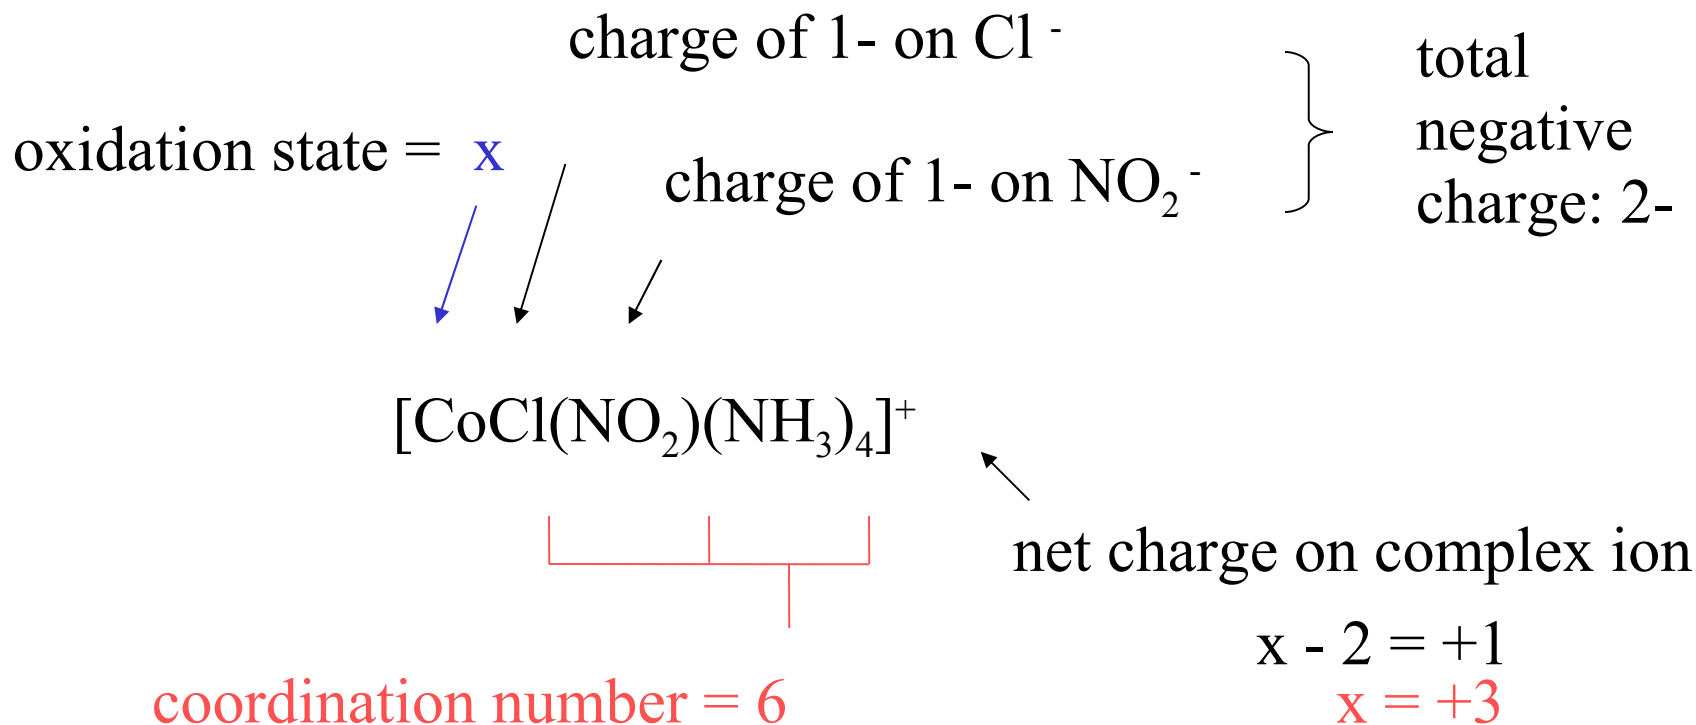 charge of 1- on Cl⁻
total
negative
charge: 2-
oxidation state = x
charge of 1- on NO₂⁻
[CoCl(NO₂)(NH₃)₄]⁺
net charge on complex ion
x - 2 = +1
x = +3
coordination number = 6